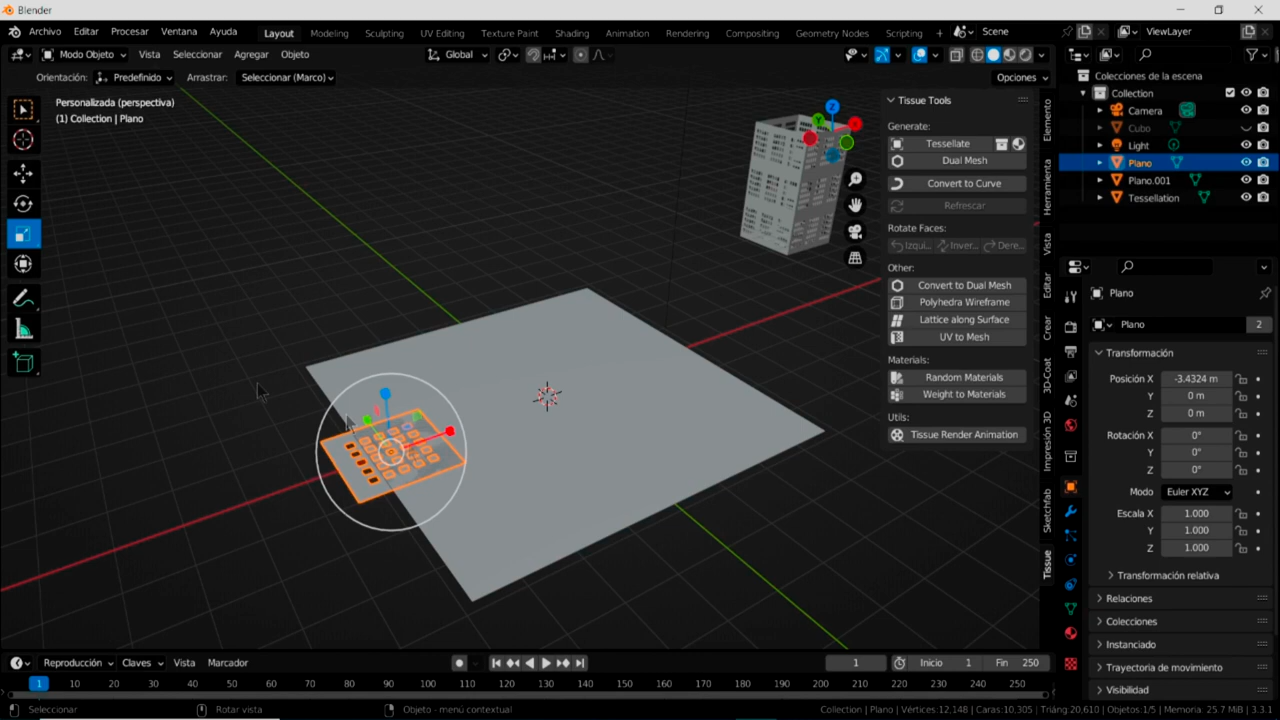 Blender
Archivo Editar Procesar Ventana Ayuda Layout Modeling Sculpting UV Editing Texture Paint Shading Animation Rendering Compositing Geometry Nodes Scripting + Scene ViewLayer
Modo Objeto Vista Seleccionar Agregar Objeto Global
Orientación: Predefinido Arrastrar: Seleccionar (Marco) Opciones
Personalizada (perspectiva)
(1) Collection | Plano
Z
Y
X
Tissue Tools
Generate:
Tessellate
Dual Mesh
Convert to Curve
Refrescar
Rotate Faces:
Izqui... Inver... Dere...
Other:
Convert to Dual Mesh
Polyhedra Wireframe
Lattice along Surface
UV to Mesh
Materials:
Random Materials
Weight to Materials
Utils:
Tissue Render Animation
Elemento
Herramienta
Vista
Editar
Crear
3D-Coat
Impresión 3D
Sketchfab
Tissue
Colecciones de la escena
Collection
Camera
Cubo
Light
Plano
Plano.001
Tessellation
Plano
Plano 2
Transformación
Posición X -3.4324 m
Y 0 m
Z 0 m
Rotación X 0°
Y 0°
Z 0°
Modo Euler XYZ
Escala X 1.000
Y 1.000
Z 1.000
Transformación relativa
Relaciones
Colecciones
Instanciado
Trayectoria de movimiento
Visibilidad
Reproducción Claves Vista Marcador 1 Inicio 1 Fin 250
1 10 20 30 40 50 60 70 80 90 100 110 120 130 140 150 160 170 180 190 200 210 220 230 240 250
Seleccionar Rotar vista Objeto - menú contextual Collection | Plano | Vértices:12,148 | Caras:10,305 | Triáng:20,610 | Objetos:1/5 | Memoria: 25.7 MiB | 3.3.1